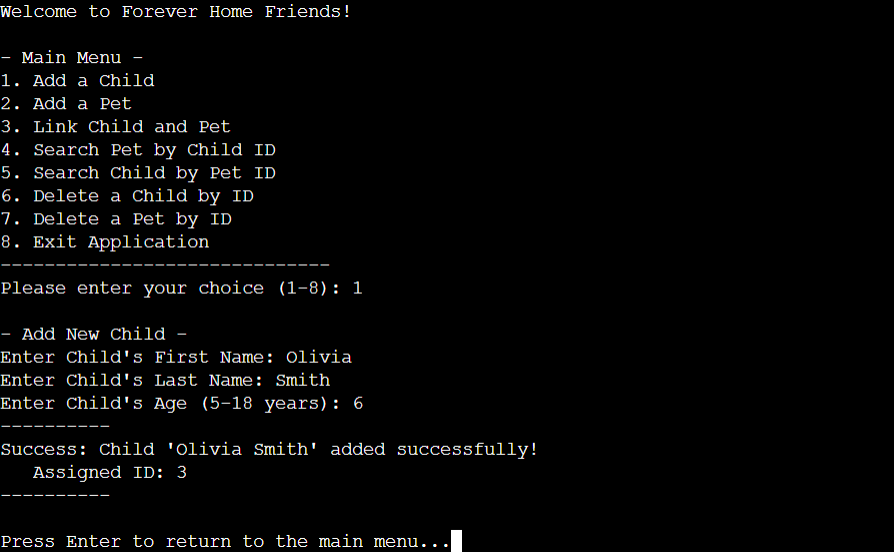 Welcome to Forever Home Friends!
- Main Menu -
1. Add a Child
2. Add a Pet
3. Link Child and Pet
4. Search Pet by Child ID
5. Search Child by Pet ID
6. Delete a Child by ID
7. Delete a Pet by ID
8. Exit Application
------------------------------
Please enter your choice (1-8): 1
- Add New Child -
Enter Child's First Name: Olivia
Enter Child's Last Name: Smith
Enter Child's Age (5-18 years): 6
----------
Success: Child 'Olivia Smith' added successfully!
   Assigned ID: 3
----------
Press Enter to return to the main menu...